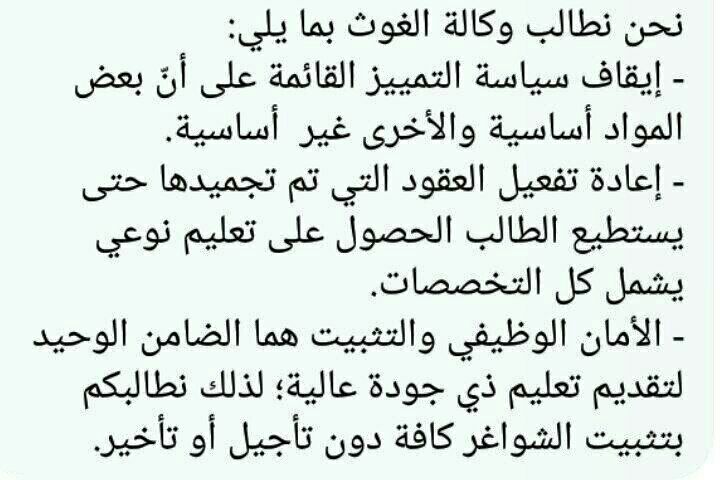 نحن نطالب وكالة الغوث بما يلي:
- إيقاف سياسة التمييز القائمة على أنّ بعض
المواد أساسية والأخرى غير أساسية.
- إعادة تفعيل العقود التي تم تجميدها حتى
يستطيع الطالب الحصول على تعليم نوعي
يشمل كل التخصصات.
- الأمان الوظيفي والتثبيت هما الضامن الوحيد
لتقديم تعليم ذي جودة عالية؛ لذلك نطالبكم
بتثبيت الشواغر كافة دون تأجيل أو تأخير.